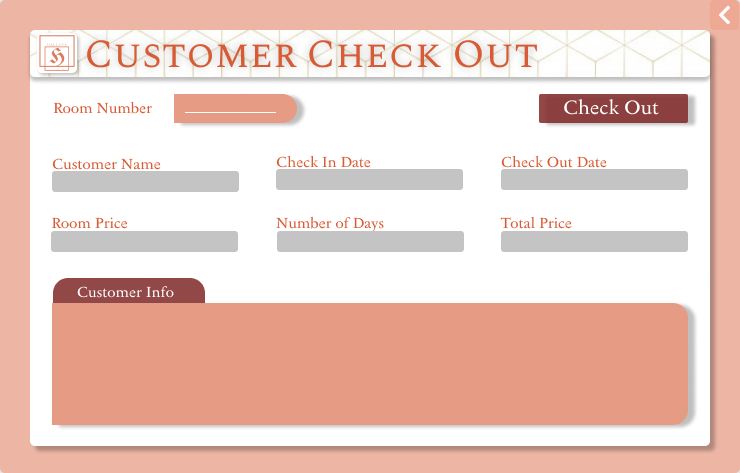 CUSTOMER CHECK OUT
Room Number
Check Out
Customer Name
Check In Date
Check Out Date
Room Price
Number of Days
Total Price
Customer Info